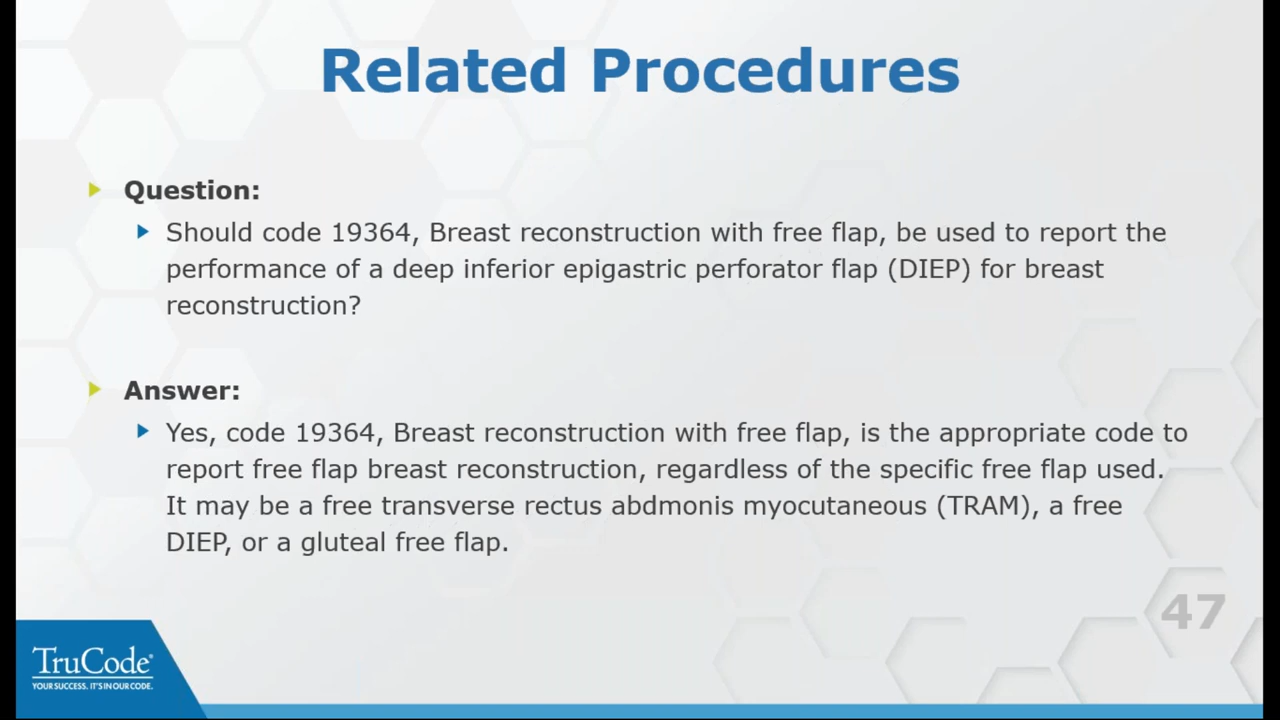 Related Procedures
Question:
Should code 19364, Breast reconstruction with free flap, be used to report the
performance of a deep inferior epigastric perforator flap (DIEP) for breast
reconstruction?
Answer:
Yes, code 19364, Breast reconstruction with free flap, is the appropriate code to
report free flap breast reconstruction, regardless of the specific free flap used.
It may be a free transverse rectus abdmonis myocutaneous (TRAM), a free
DIEP, or a gluteal free flap.
47
TruCode®
YOUR SUCCESS. IT'S IN OUR CODE.